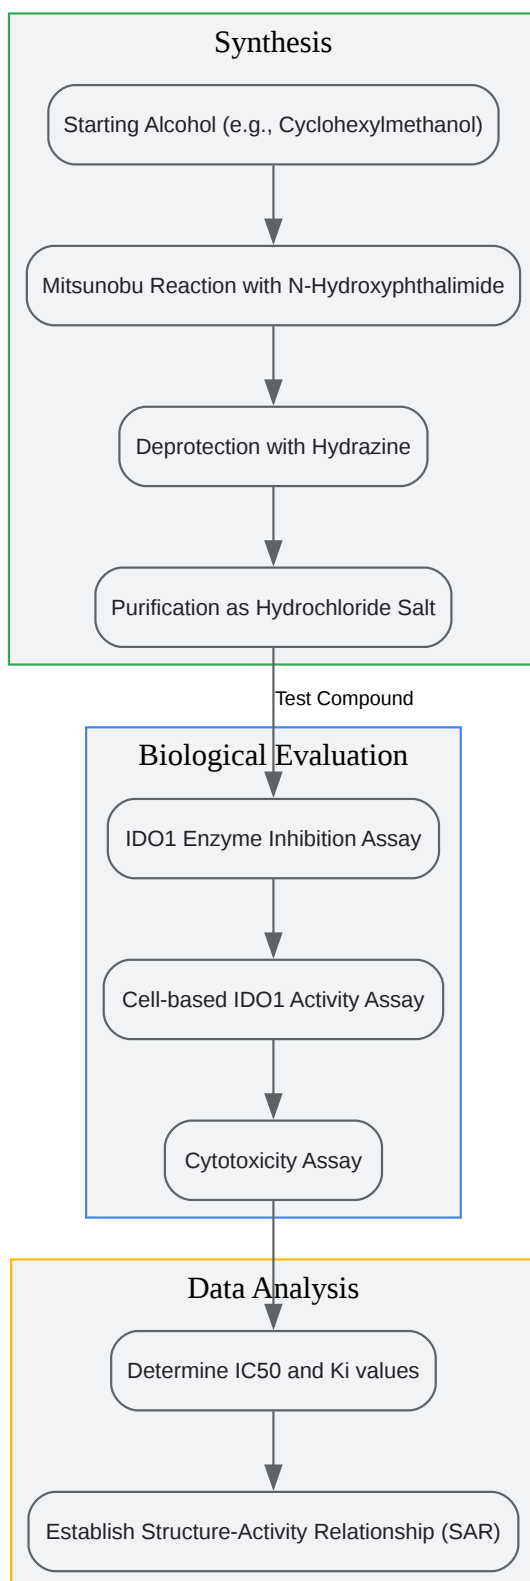 Synthesis
Starting Alcohol (e.g., Cyclohexylmethanol)
Mitsunobu Reaction with N-Hydroxyphthalimide
Deprotection with Hydrazine
Purification as Hydrochloride Salt
Test Compound
Biological Evaluation
IDO1 Enzyme Inhibition Assay
Cell-based IDO1 Activity Assay
Cytotoxicity Assay
Data Analysis
Determine IC50 and Ki values
Establish Structure-Activity Relationship (SAR)